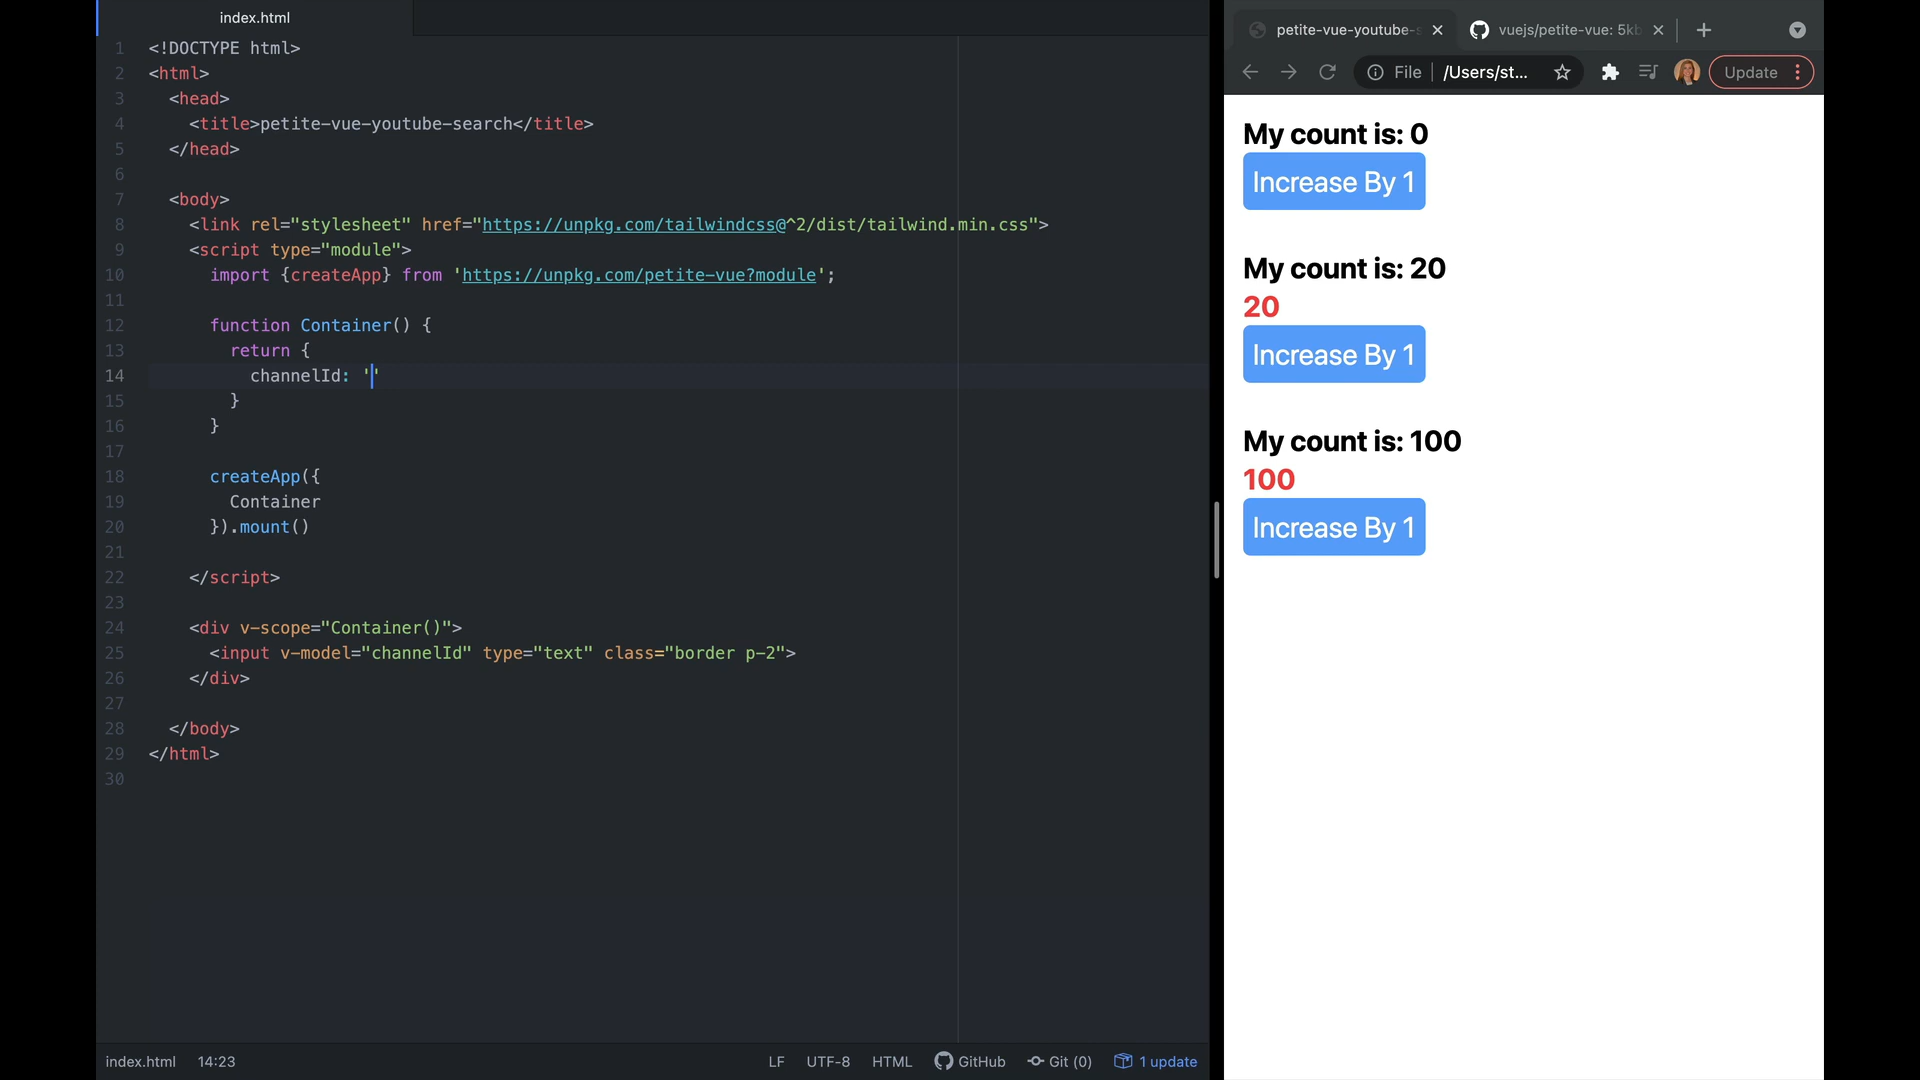 index.html
1 <!DOCTYPE html>
2 <html>
3 <head>
4 <title>petite-vue-youtube-search</title>
5 </head>
6
7 <body>
8 <link rel="stylesheet" href="https://unpkg.com/tailwindcss@^2/dist/tailwind.min.css">
9 <script type="module">
10 import {createApp} from 'https://unpkg.com/petite-vue?module';
11
12 function Container() {
13 return {
14 channelId: ''
15 }
16 }
17
18 createApp({
19 Container
20 }).mount()
21
22 </script>
23
24 <div v-scope="Container()">
25 <input v-model="channelId" type="text" class="border p-2">
26 </div>
27
28 </body>
29 </html>
30
index.html 14:23 LF UTF-8 HTML GitHub Git (0) 1 update
petite-vue-youtube-s vuejs/petite-vue: 5kb
File /Users/st... Update
My count is: 0
Increase By 1
My count is: 20
20
Increase By 1
My count is: 100
100
Increase By 1